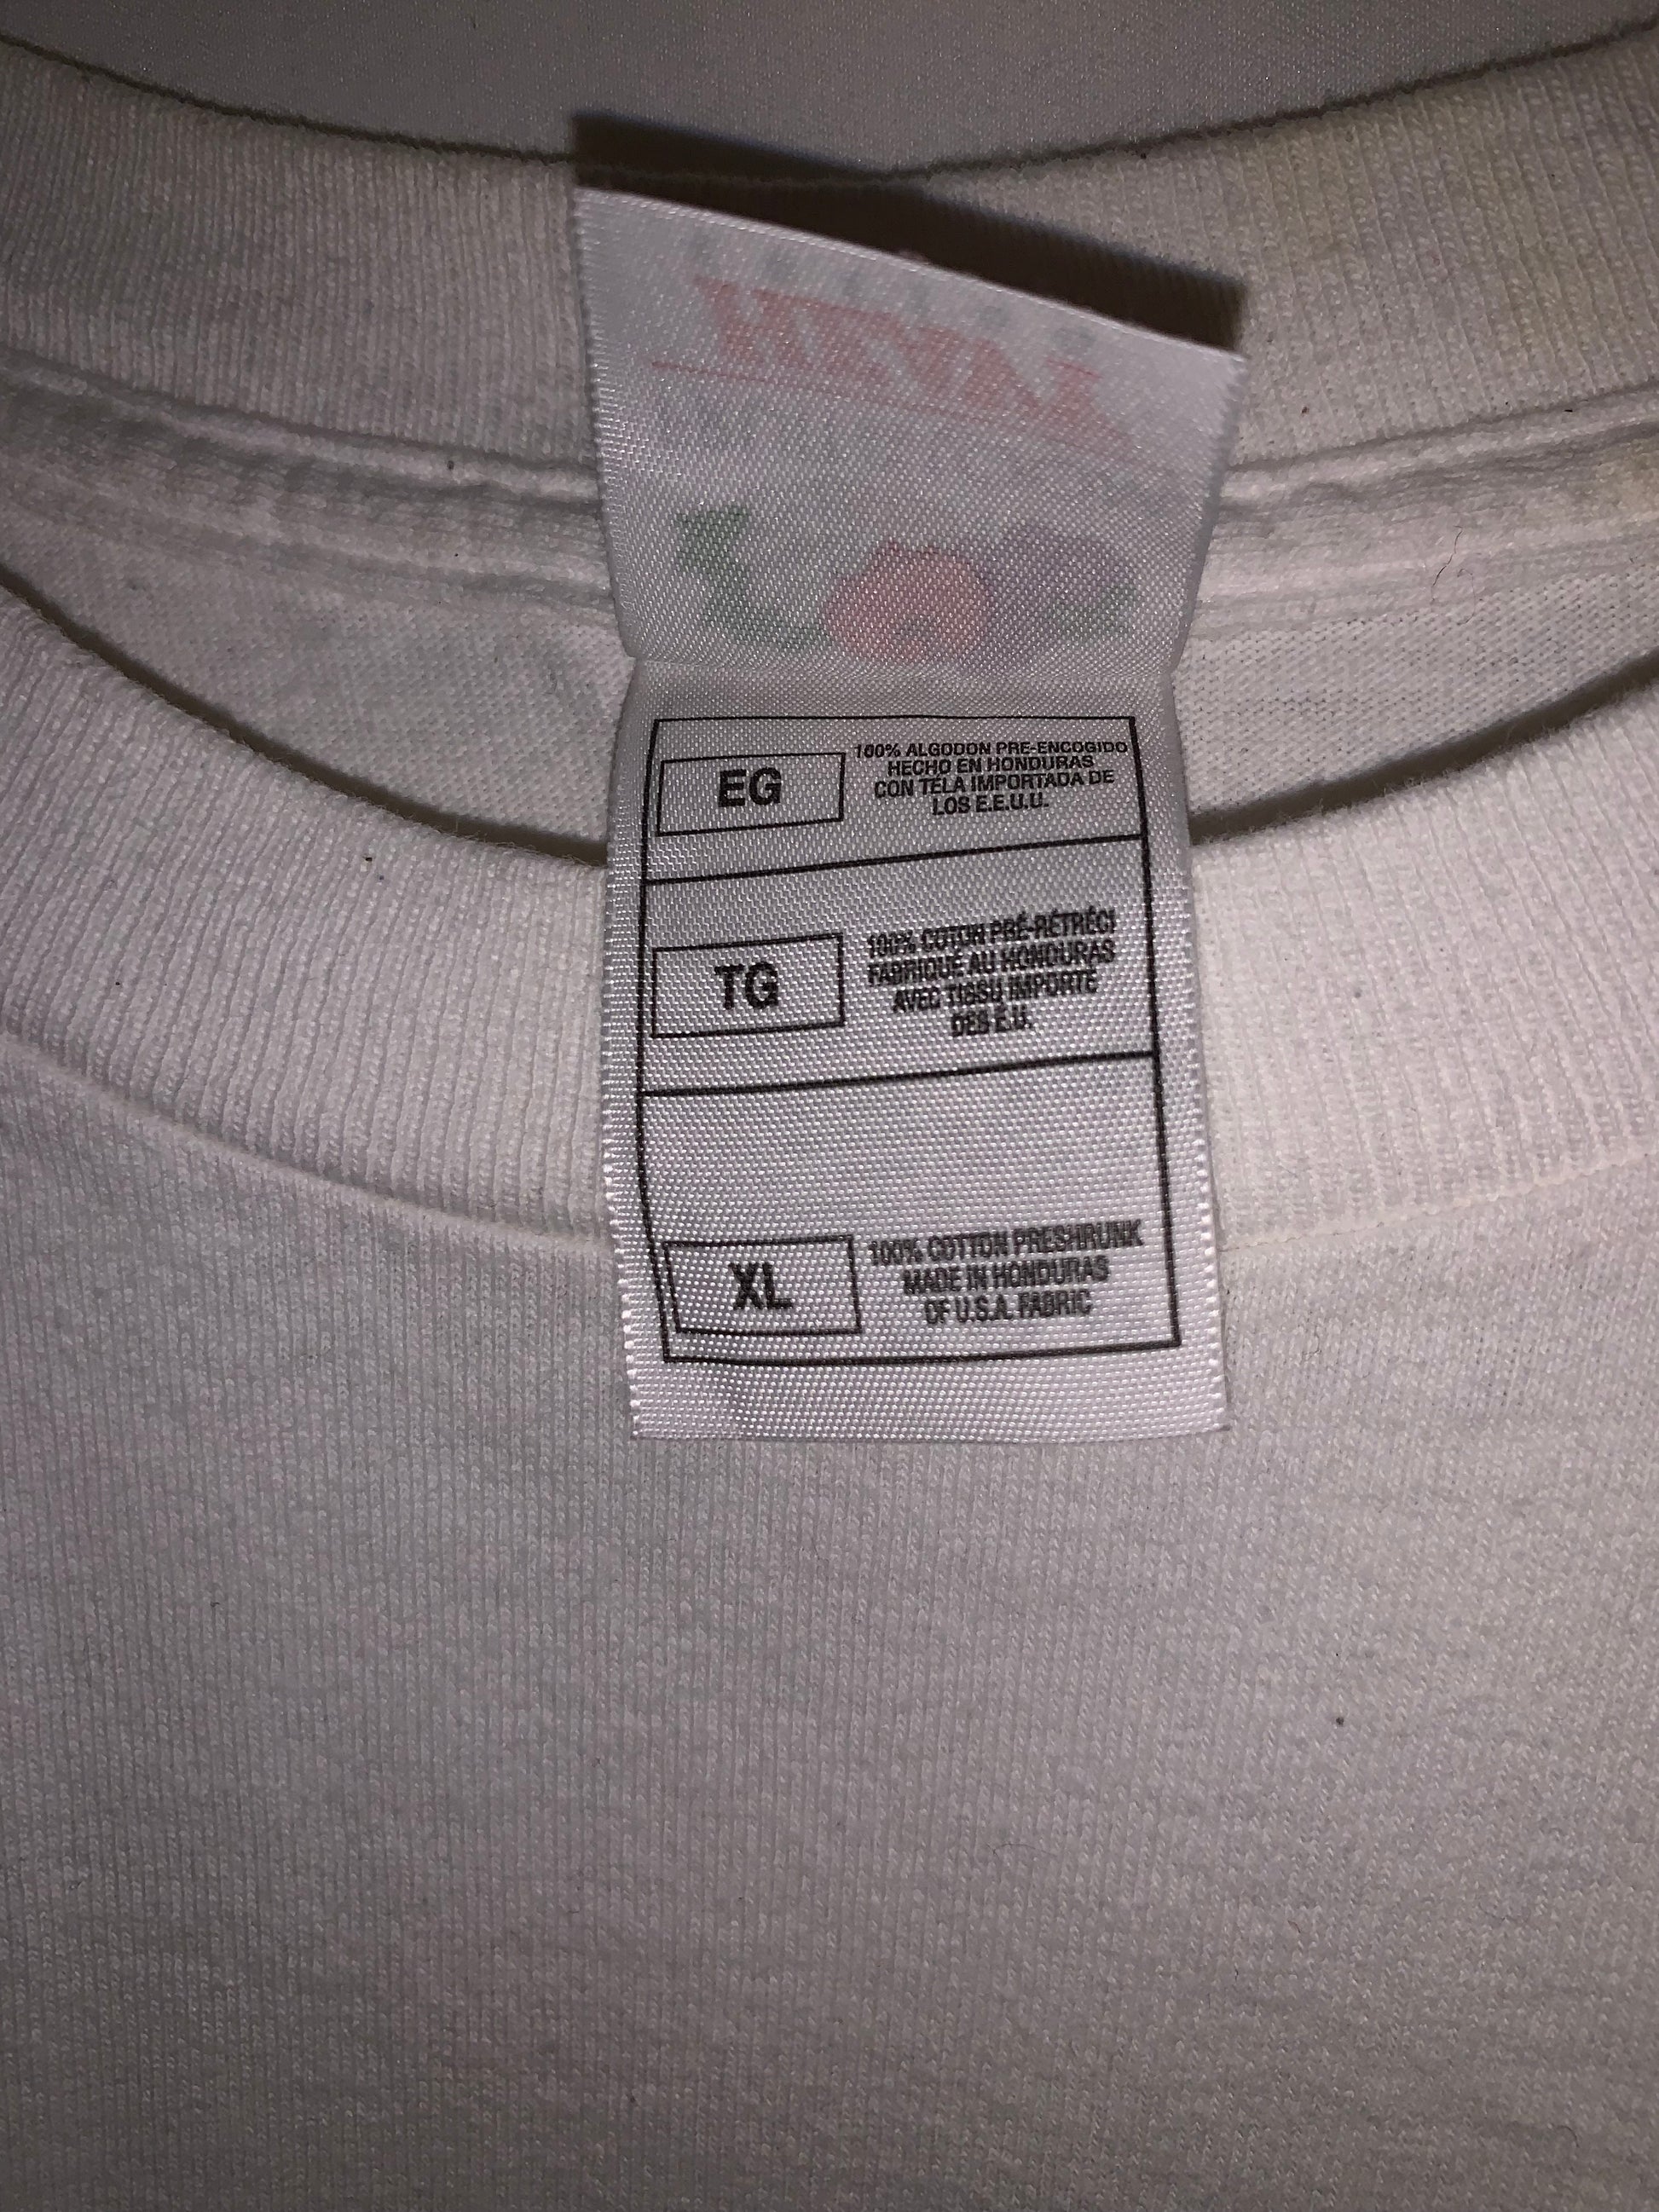 EG
100% ALGODON PRE-ENCOGIDO
HECHO EN HONDURAS
CON TELA IMPORTADA DE
LOS E.E.U.U.
TG
100% COTON PRÉ-RÉTRÉCI
FABRIQUÉ AU HONDURAS
AVEC TISSU IMPORTÉ
DES É.U.
XL
100% COTTON PRESHRUNK
MADE IN HONDURAS
OF U.S.A. FABRIC